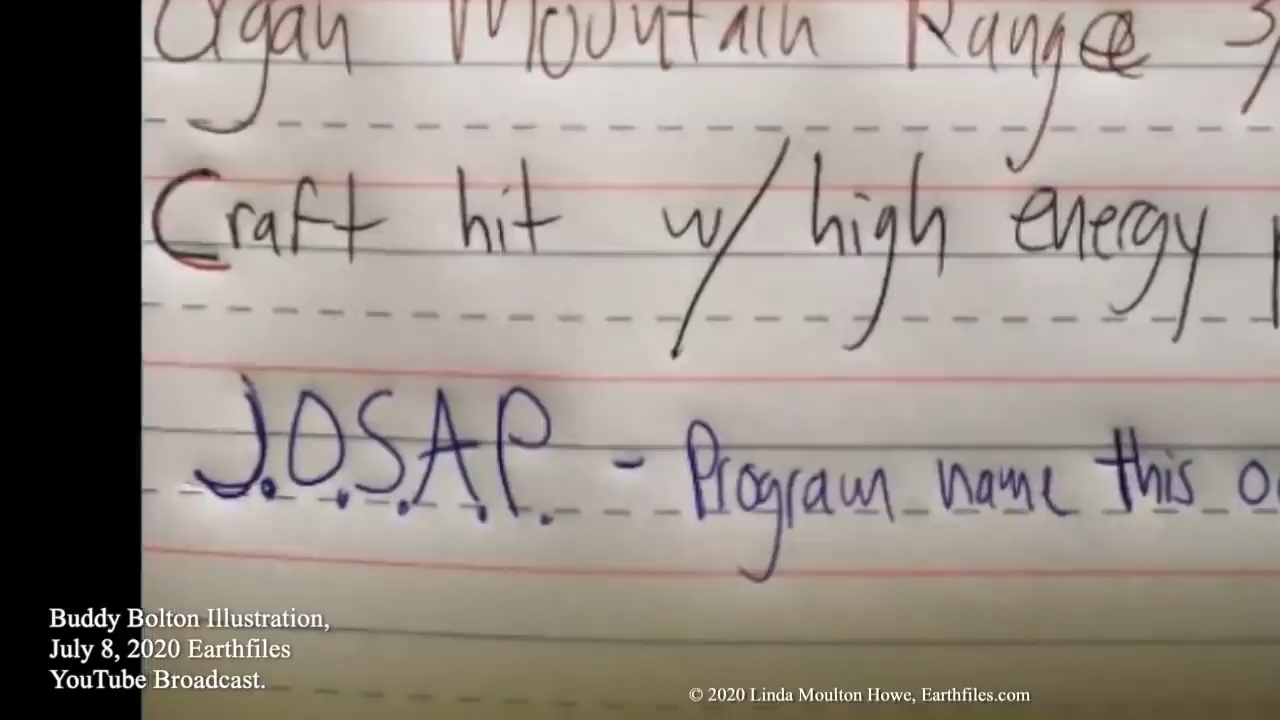 Ogan Mountain Range
Craft hit w/ high energy
J.O.S.A.P. - Program name this
Buddy Bolton Illustration,
July 8, 2020 Earthfiles
YouTube Broadcast.
© 2020 Linda Moulton Howe, Earthfiles.com